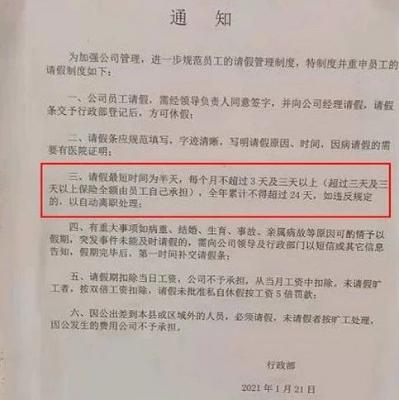 通知
为加强公司管理，进一步规范员工的请假管理制度，特制度并重申员工的
请假制度如下：
一、公司员工请假，需经领导负责人同意签字，并向公司经理请假，请假
条交予行政部登记后，方可休假；
二、请假条应规范填写，字迹清晰，写明请假原因、时间，因病请假的需
要有医院证明；
三、请假最短时间为半天，每个月不超过3天及三天以上（超过三天及三
天以上保险全额由员工自己承担），全年累计不得超过24天，如违反规定
的，以自动离职处理；
四、有重大事项如病重、结婚、生育、事故、亲属病故等原因可酌情予以
假期，突发事件未能及时请假的，需向公司领导及行政部门以短信或其它信息
告知，假期完毕后，第一时间补交请假条；
五、请假期扣除当日工资，公司不予承担，从当月工资中扣除，未请假旷
工者，按双倍工资扣除，请假未批准私自休假按工资5倍罚款；
六、因公出差到本县或区域外的人员，必须请假，未请假者按旷工处理，
因公发生的费用公司不予承担。
行政部
2021年1月21日